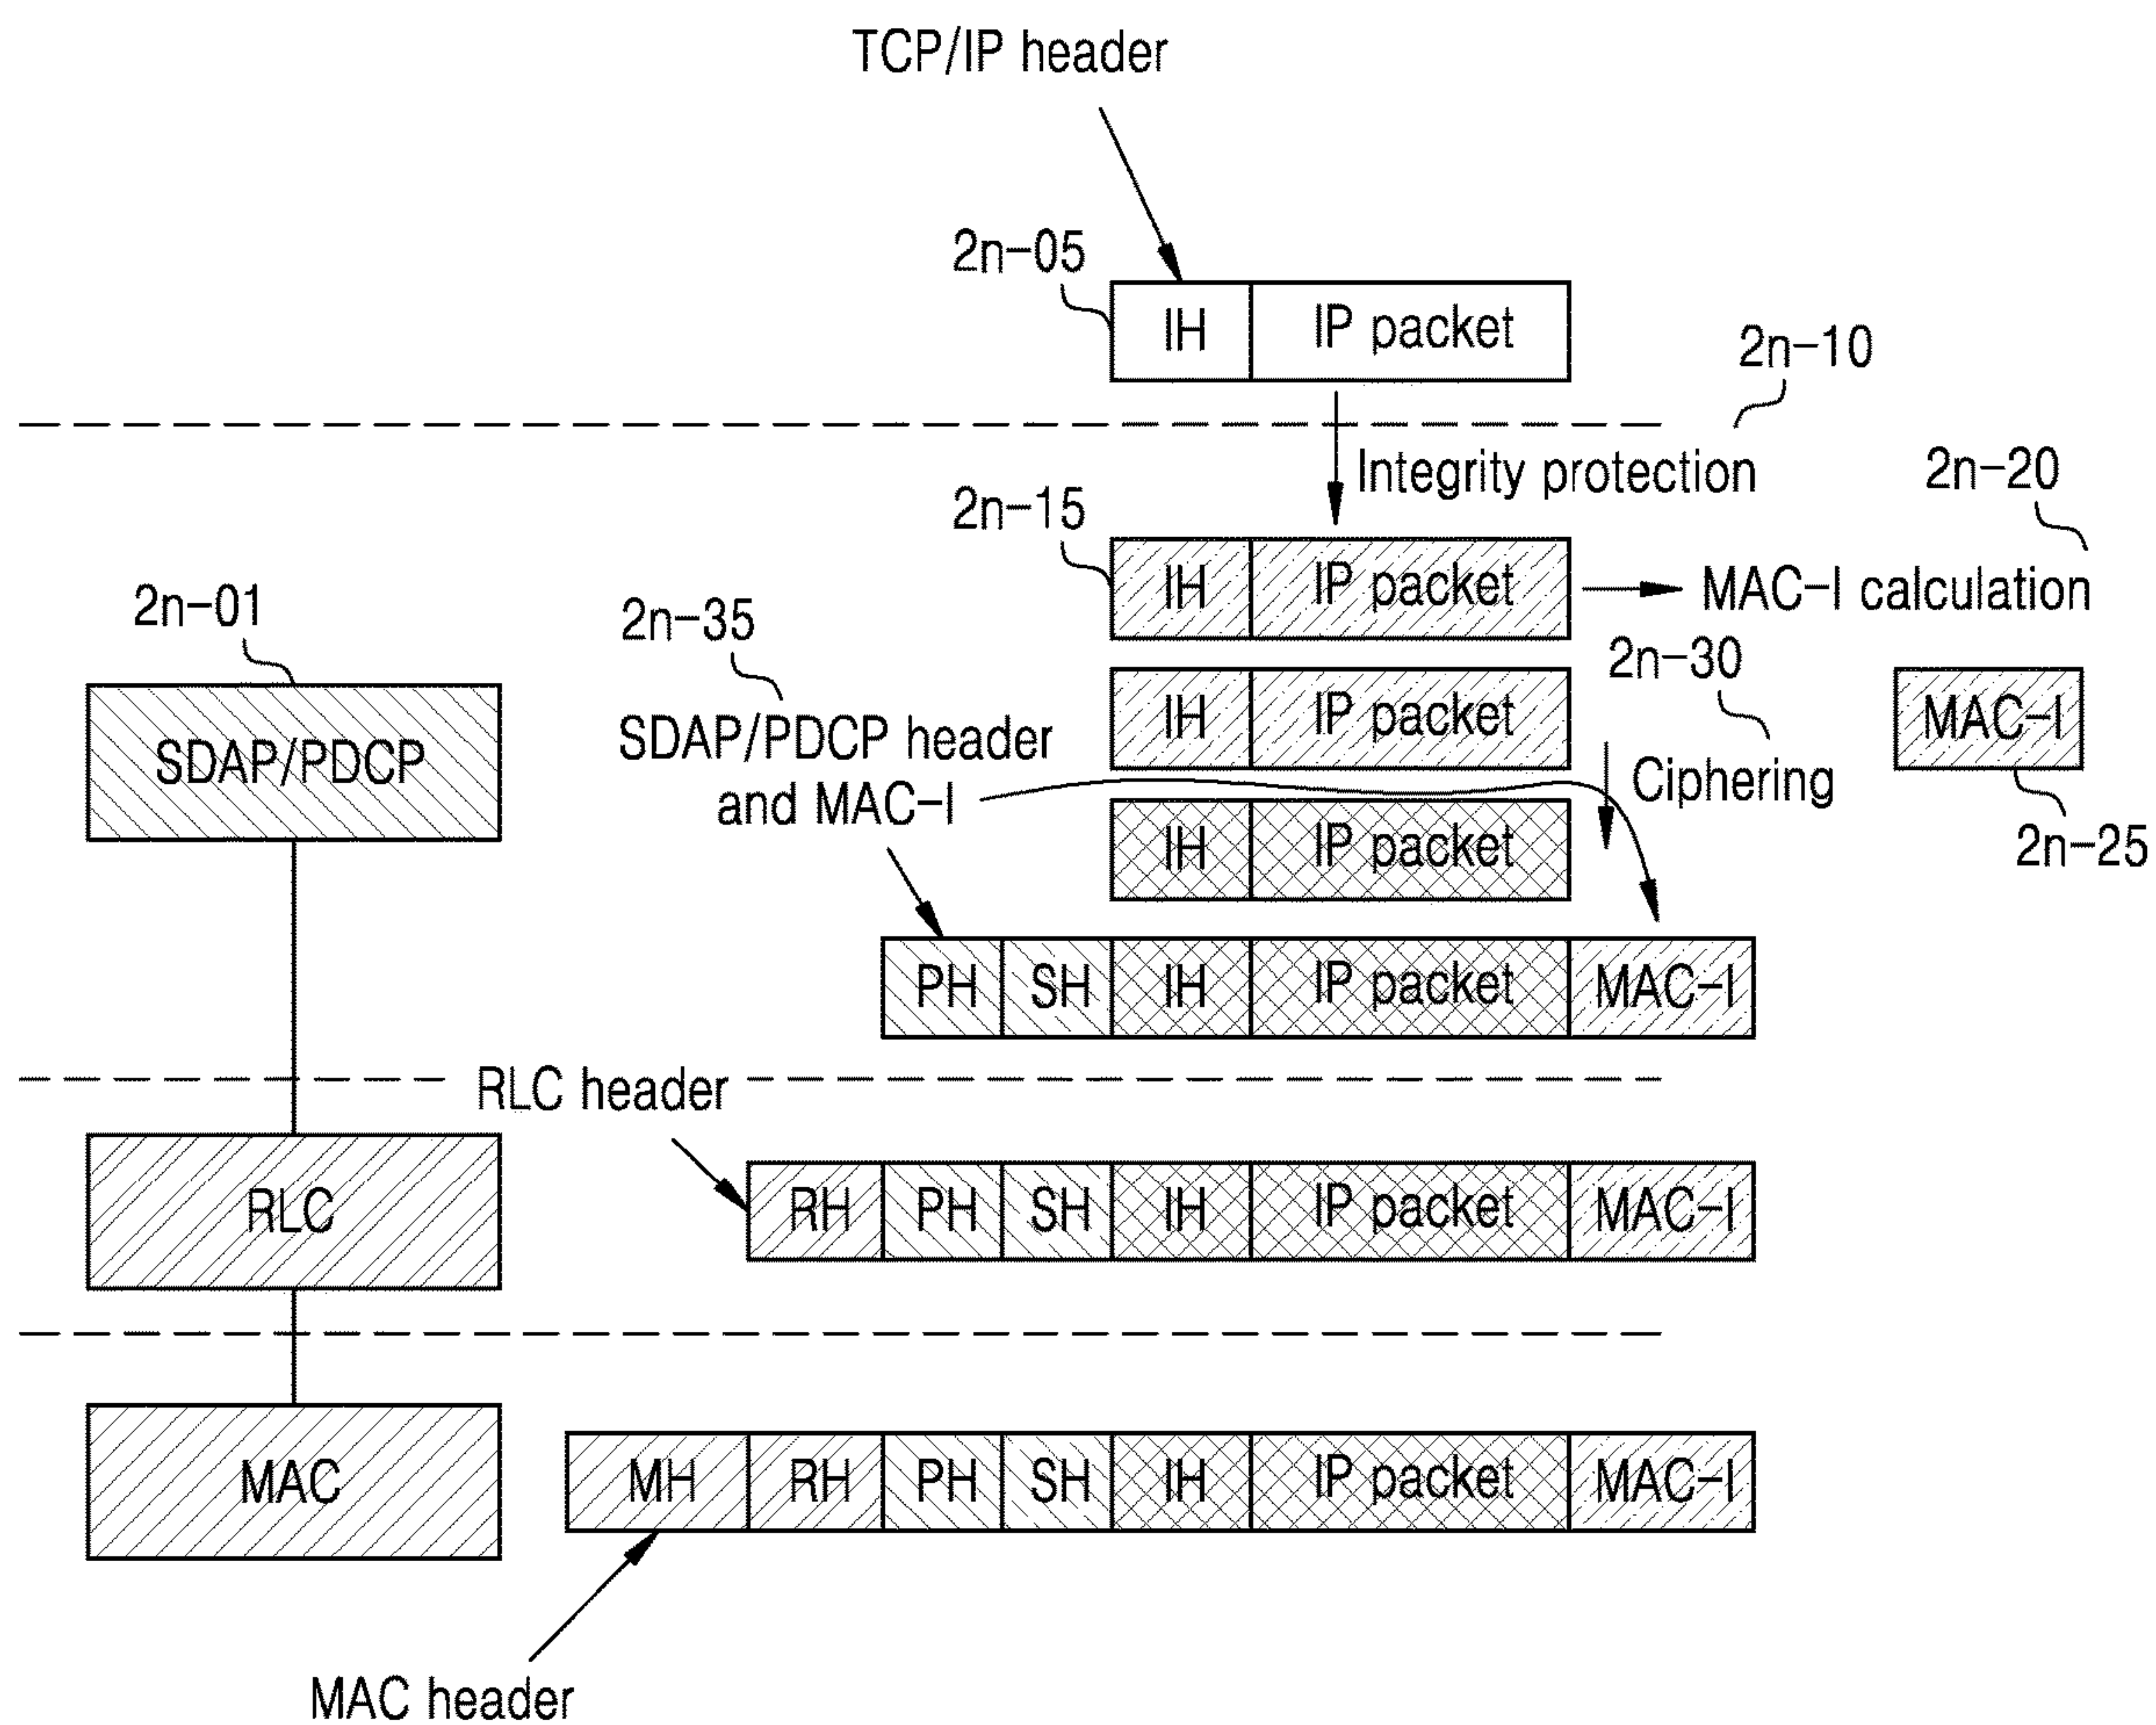 TCP/IP header
2n-05
IH IP packet
2n-10
Integrity protection
2n-20
2n-15
IH IP packet
MAC-I calculation
2n-01
2n-35
2n-30
SDAP/PDCP
SDAP/PDCP header
and MAC-I
IH IP packet
Ciphering
MAC-I
2n-25
IH IP packet
PH SH IH IP packet MAC-I
RLC header
RLC
RH PH SH IH IP packet MAC-I
MAC
MH RH PH SH IH IP packet MAC-I
MAC header